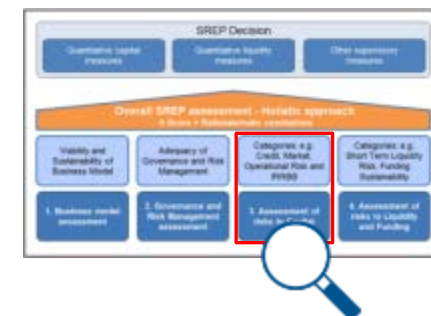 SREP Decision
Quantitative capital
measures
Quantitative liquidity
measures
Other supervisory
measures
Overall SREP assessment - Holistic approach
Viability and
Sustainability of
Business Model
Adequacy of
Governance and Risk
Management
Categories: e.g.
Credit, Market,
Operational Risk and
IRRBB
Categories: e.g.
Short Term Liquidity
Risk, Funding
Sustainability
1. Business model
assessment
2. Governance and
Risk Management
assessment
3. Assessment of
risks to
4. Assessment of
risks to Liquidity
and Funding